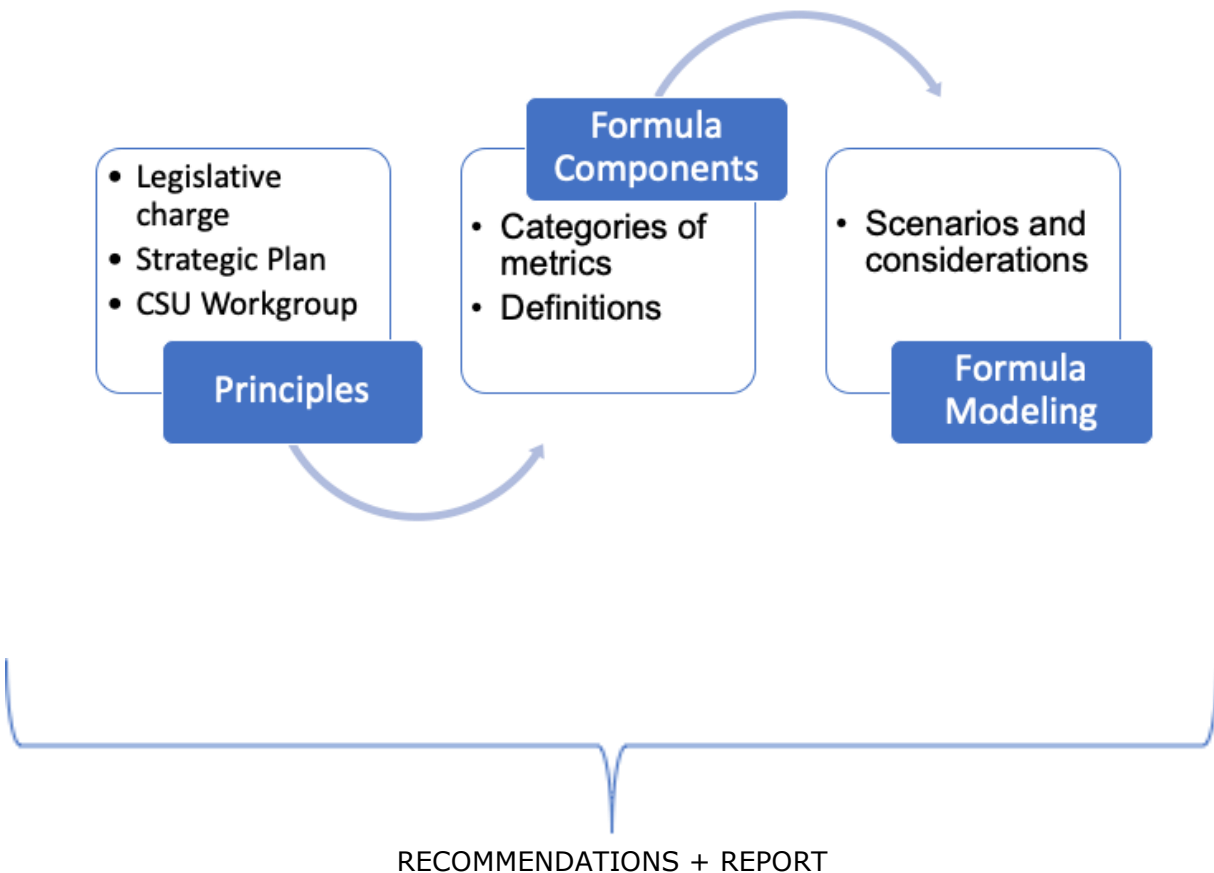 • Legislative
charge
• Strategic Plan
• CSU Workgroup
Principles
Formula
Components
• Categories of
metrics
• Definitions
• Scenarios and
considerations
Formula
Modeling
RECOMMENDATIONS + REPORT